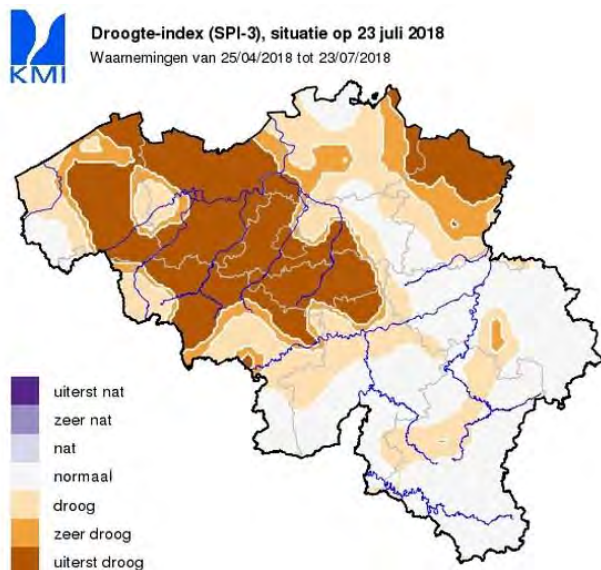 Droogte-index (SPI-3), situatie op 23 juli 2018
Waarnemingen van 25/04/2018 tot 23/07/2018
KMI
uiterst nat
zeer nat
nat
normaal
droog
zeer droog
uiterst droog